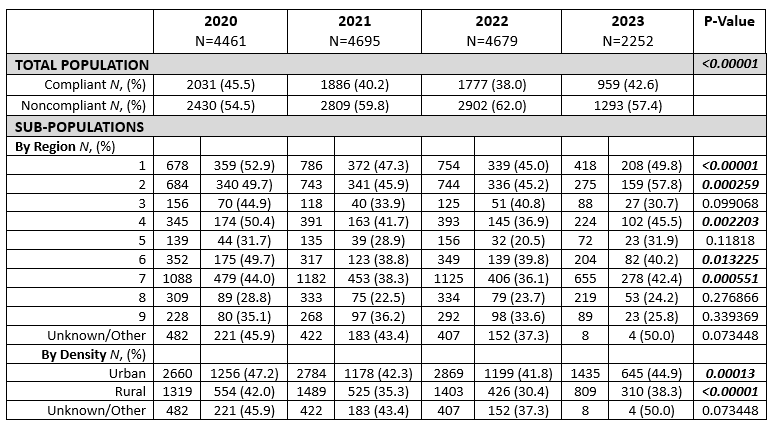 2020 2021 2022 2023 P-Value
N=4461 N=4695 N=4679 N=2252
TOTAL POPULATION <0.00001
Compliant N, (%) 2031 (45.5) 1886 (40.2) 1777 (38.0) 959 (42.6)
Noncompliant N, (%) 2430 (54.5) 2809 (59.8) 2902 (62.0) 1293 (57.4)
SUB-POPULATIONS
By Region N, (%)
1 678 359 (52.9) 786 372 (47.3) 754 339 (45.0) 418 208 (49.8) <0.00001
2 684 340 49.7) 743 341 (45.9) 744 336 (45.2) 275 159 (57.8) 0.000259
3 156 70 (44.9) 118 40 (33.9) 125 51 (40.8) 88 27 (30.7) 0.099068
4 345 174 (50.4) 391 163 (41.7) 393 145 (36.9) 224 102 (45.5) 0.002203
5 139 44 (31.7) 135 39 (28.9) 156 32 (20.5) 72 23 (31.9) 0.11818
6 352 175 (49.7) 317 123 (38.8) 349 139 (39.8) 204 82 (40.2) 0.013225
7 1088 479 (44.0) 1182 453 (38.3) 1125 406 (36.1) 655 278 (42.4) 0.000551
8 309 89 (28.8) 333 75 (22.5) 334 79 (23.7) 219 53 (24.2) 0.276866
9 228 80 (35.1) 268 97 (36.2) 292 98 (33.6) 89 23 (25.8) 0.339369
Unknown/Other 482 221 (45.9) 422 183 (43.4) 407 152 (37.3) 8 4 (50.0) 0.073448
By Density N, (%)
Urban 2660 1256 (47.2) 2784 1178 (42.3) 2869 1199 (41.8) 1435 645 (44.9) 0.00013
Rural 1319 554 (42.0) 1489 525 (35.3) 1403 426 (30.4) 809 310 (38.3) <0.00001
Unknown/Other 482 221 (45.9) 422 183 (43.4) 407 152 (37.3) 8 4 (50.0) 0.073448